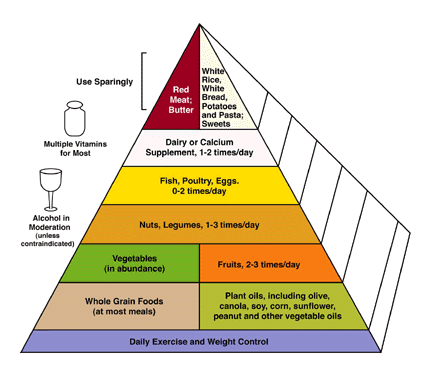 Use Sparingly
Red
Meat;
Butter
White
Rice,
White
Bread,
Potatoes
and Pasta;
Sweets
Multiple Vitamins
for Most
Dairy or Calcium
Supplement, 1-2 times/day
Fish, Poultry, Eggs.
0-2 times/day
Alcohol in
Moderation
(unless
contraindicated)
Nuts, Legumes, 1-3 times/day
Vegetables
(in abundance)
Fruits, 2-3 times/day
Whole Grain Foods
(at most meals)
Plant oils, including olive,
canola, soy, corn, sunflower,
peanut and other vegetable oils
Daily Exercise and Weight Control